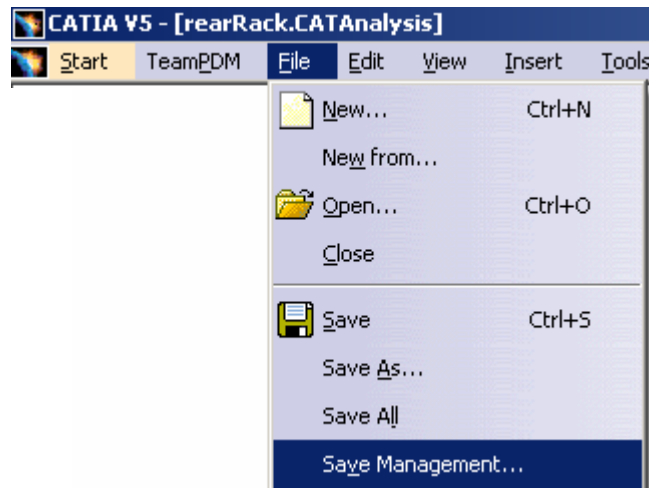 CATIA V5 - [rearRack.CATAnalysis]
Start TeamPDM File Edit View Insert Tools
New... Ctrl+N
New from...
Open... Ctrl+O
Close
Save Ctrl+S
Save As...
Save All
Save Management...